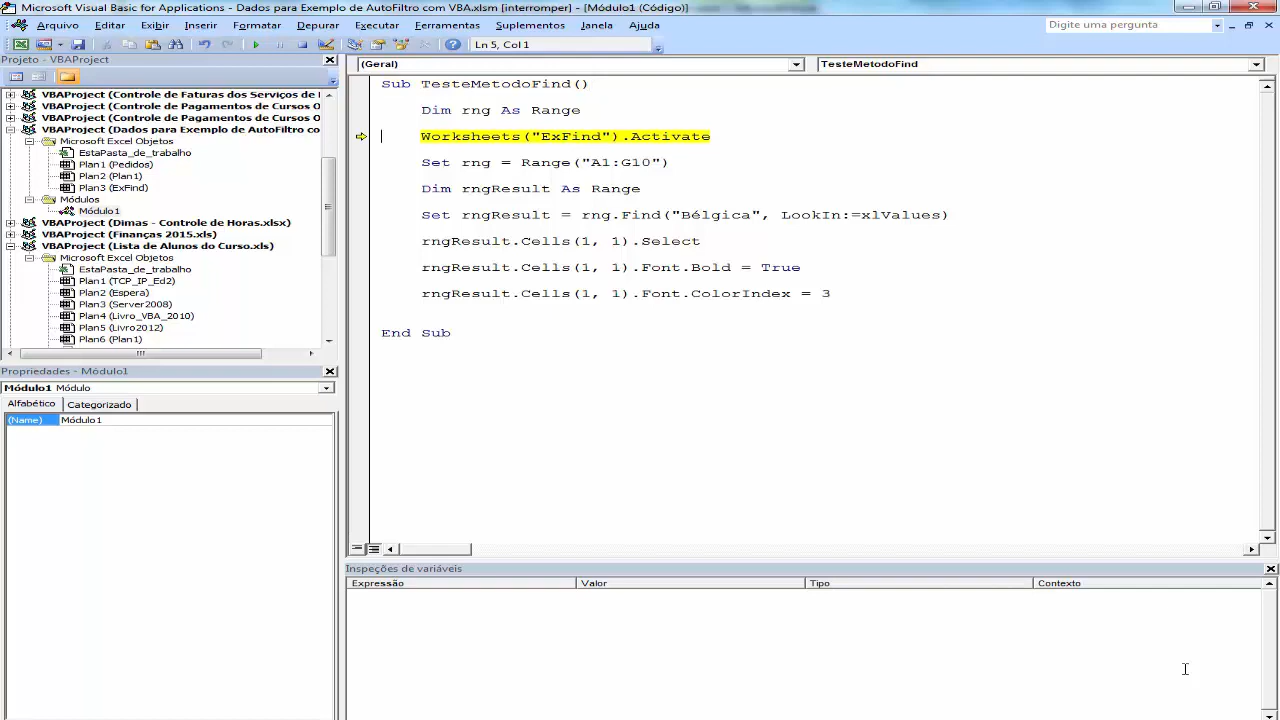 Microsoft Visual Basic for Applications - Dados para Exemplo de AutoFiltro com VBA.xlsm [interromper] - [Módulo1 (Código)]
Arquivo Editar Exibir Inserir Formatar Depurar Executar Ferramentas Suplementos Janela Ajuda
Digite uma pergunta
Ln 5, Col 1
Projeto - VBAProject
VBAProject (Controle de Faturas dos Serviços de
VBAProject (Controle de Pagamentos de Cursos O
VBAProject (Controle de Pagamentos de Cursos O
VBAProject (Dados para Exemplo de AutoFiltro co
Microsoft Excel Objetos
EstaPasta_de_trabalho
Plan1 (Pedidos)
Plan2 (Plan1)
Plan3 (ExFind)
Módulos
Módulo1
VBAProject (Dimas - Controle de Horas.xlsx)
VBAProject (Finanças 2015.xls)
VBAProject (Lista de Alunos do Curso.xls)
Microsoft Excel Objetos
EstaPasta_de_trabalho
Plan1 (TCP_IP_Ed2)
Plan2 (Espera)
Plan3 (Server2008)
Plan4 (Livro_VBA_2010)
Plan5 (Livro2012)
Plan6 (Plan1)
Propriedades - Módulo1
Módulo1 Módulo
Alfabético Categorizado
(Name) Módulo1
(Geral) TesteMetodoFind
Sub TesteMetodoFind()
Dim rng As Range
Worksheets("ExFind").Activate
Set rng = Range("A1:G10")
Dim rngResult As Range
Set rngResult = rng.Find("Bélgica", LookIn:=xlValues)
rngResult.Cells(1, 1).Select
rngResult.Cells(1, 1).Font.Bold = True
rngResult.Cells(1, 1).Font.ColorIndex = 3
End Sub
Inspeções de variáveis
Expressão Valor Tipo Contexto